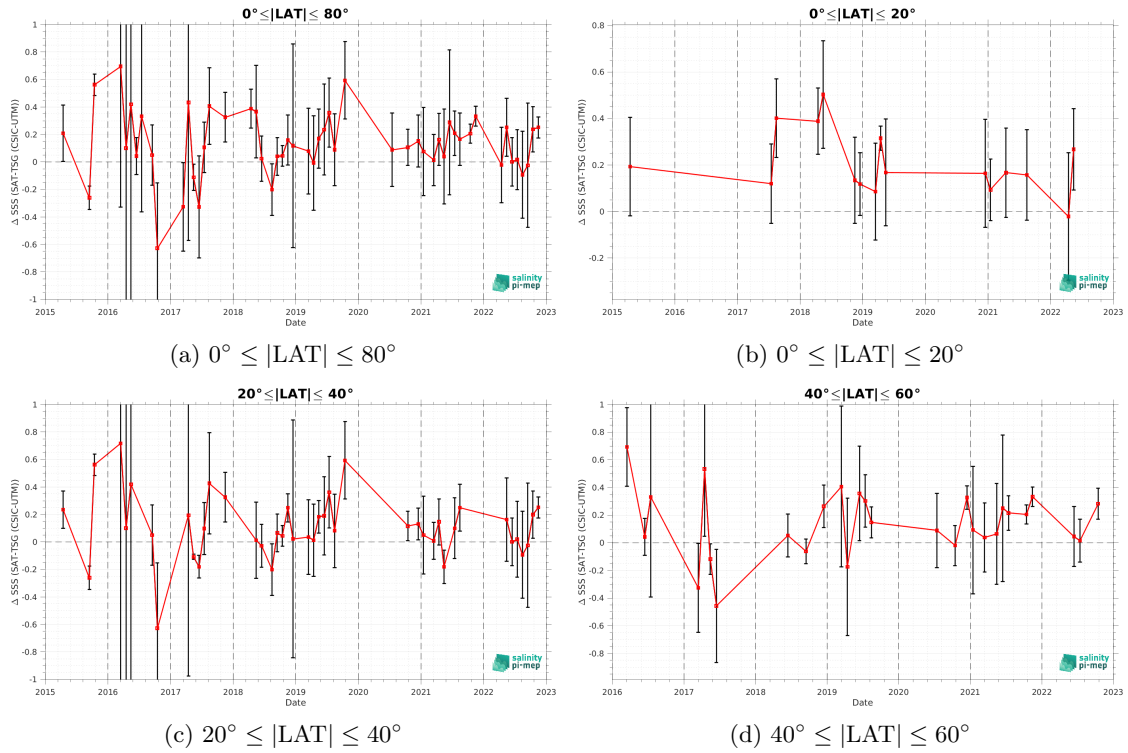 0°≤|LAT|≤ 80°
Δ SSS (SAT-TSG (CSIC-UTM))
1
0.8
0.6
0.4
0.2
0
-0.2
-0.4
-0.6
-0.8
-1
2015 2016 2017 2018 2019 2020 2021 2022 2023
Date
salinity
pi-mep
(a) 0° ≤ |LAT| ≤ 80°
0°≤|LAT|≤ 20°
Δ SSS (SAT-TSG (CSIC-UTM))
0.8
0.6
0.4
0.2
0
-0.2
2015 2016 2017 2018 2019 2020 2021 2022 2023
Date
salinity
pi-mep
(b) 0° ≤ |LAT| ≤ 20°
20°≤|LAT|≤ 40°
Δ SSS (SAT-TSG (CSIC-UTM))
1
0.8
0.6
0.4
0.2
0
-0.2
-0.4
-0.6
-0.8
-1
2015 2016 2017 2018 2019 2020 2021 2022 2023
Date
salinity
pi-mep
(c) 20° ≤ |LAT| ≤ 40°
40°≤|LAT|≤ 60°
Δ SSS (SAT-TSG (CSIC-UTM))
1
0.8
0.6
0.4
0.2
0
-0.2
-0.4
-0.6
-0.8
2016 2017 2018 2019 2020 2021 2022 2023
Date
salinity
pi-mep
(d) 40° ≤ |LAT| ≤ 60°